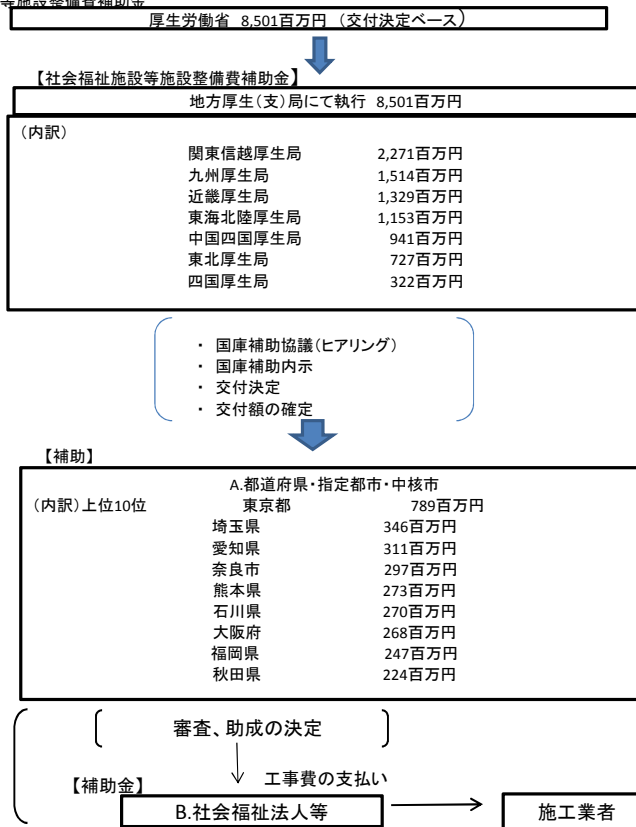 等施設整備費補助金
厚生労働省 8,501百万円 （交付決定ベース）
【社会福祉施設等施設整備費補助金】
地方厚生（支）局にて執行 8,501百万円
（内訳）
関東信越厚生局 2,271百万円
九州厚生局 1,514百万円
近畿厚生局 1,329百万円
東海北陸厚生局 1,153百万円
中国四国厚生局 941百万円
東北厚生局 727百万円
四国厚生局 322百万円
・ 国庫補助協議（ヒアリング）
・ 国庫補助内示
・ 交付決定
・ 交付額の確定
【補助】
A.都道府県・指定都市・中核市
（内訳）上位10位 東京都 789百万円
埼玉県 346百万円
愛知県 311百万円
奈良市 297百万円
熊本県 273百万円
石川県 270百万円
大阪府 268百万円
福岡県 247百万円
秋田県 224百万円
審査、助成の決定
【補助金】 工事費の支払い
B.社会福祉法人等 施工業者